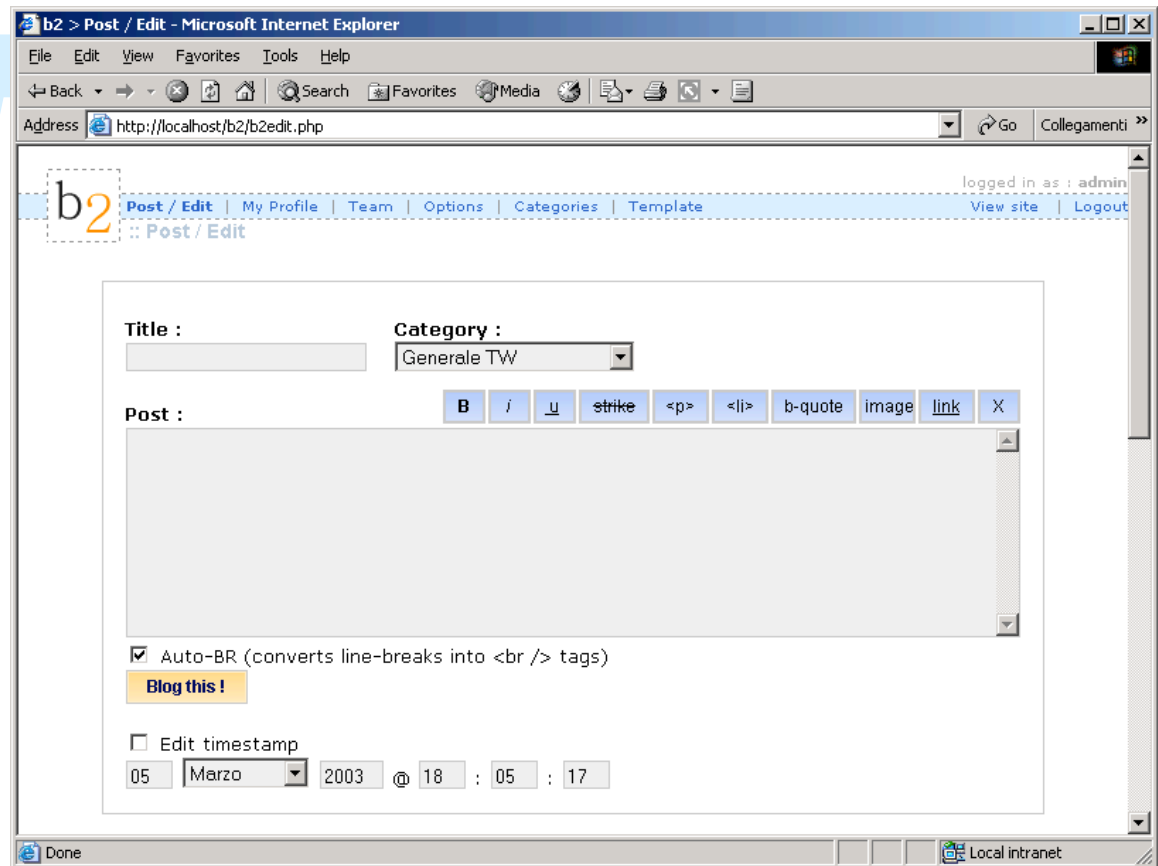 b2 > Post / Edit - Microsoft Internet Explorer
File Edit View Favorites Tools Help
Back Search Favorites Media
Address http://localhost/b2/b2edit.php Go Collegamenti »
logged in as : admin
b2 Post / Edit | My Profile | Team | Options | Categories | Template View site | Logout
:: Post / Edit
Title : Category :
Generale TW
Post : B i u strike <p> <li> b-quote image link X
Auto-BR (converts line-breaks into <br /> tags)
Blog this !
Edit timestamp
05 Marzo 2003 @ 18 : 05 : 17
Done Local intranet